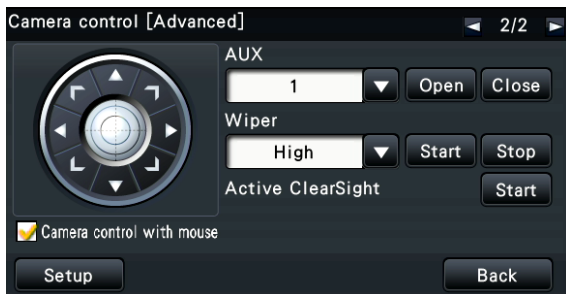 Camera control [Advanced]
2/2
AUX
1
Open
Close
Wiper
High
Start
Stop
Active ClearSight
Start
Camera control with mouse
Setup
Back